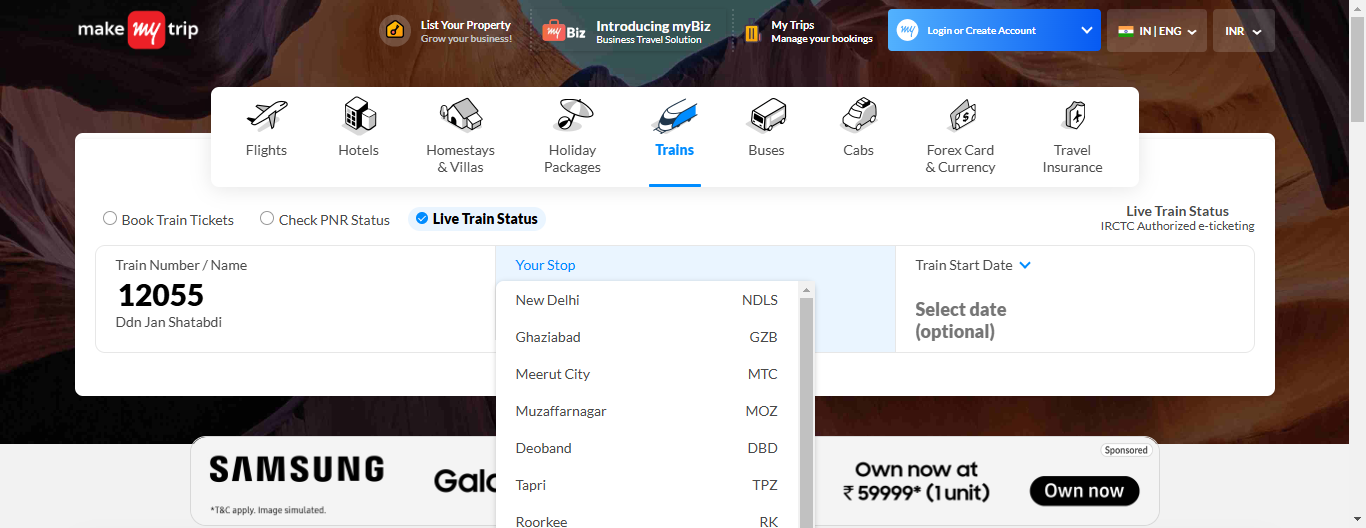 make my trip
List Your Property
Grow your business!
my Biz
Introducing myBiz
Business Travel Solution
My Trips
Manage your bookings
my
Login or Create Account
IN | ENG
INR
Flights
Hotels
Homestays
& Villas
Holiday
Packages
Trains
Buses
Cabs
Forex Card
& Currency
Travel
Insurance
Book Train Tickets
Check PNR Status
Live Train Status
Live Train Status
IRCTC Authorized e-ticketing
Train Number / Name
12055
Ddn Jan Shatabdi
Your Stop
Train Start Date
Select date
(optional)
New Delhi NDLS
Ghaziabad GZB
Meerut City MTC
Muzaffarnagar MOZ
Deoband DBD
Tapri TPZ
Roorkee RK
SAMSUNG
*T&C apply. Image simulated.
Gala
Own now at
₹ 59999* (1 unit)
Sponsored
Own now